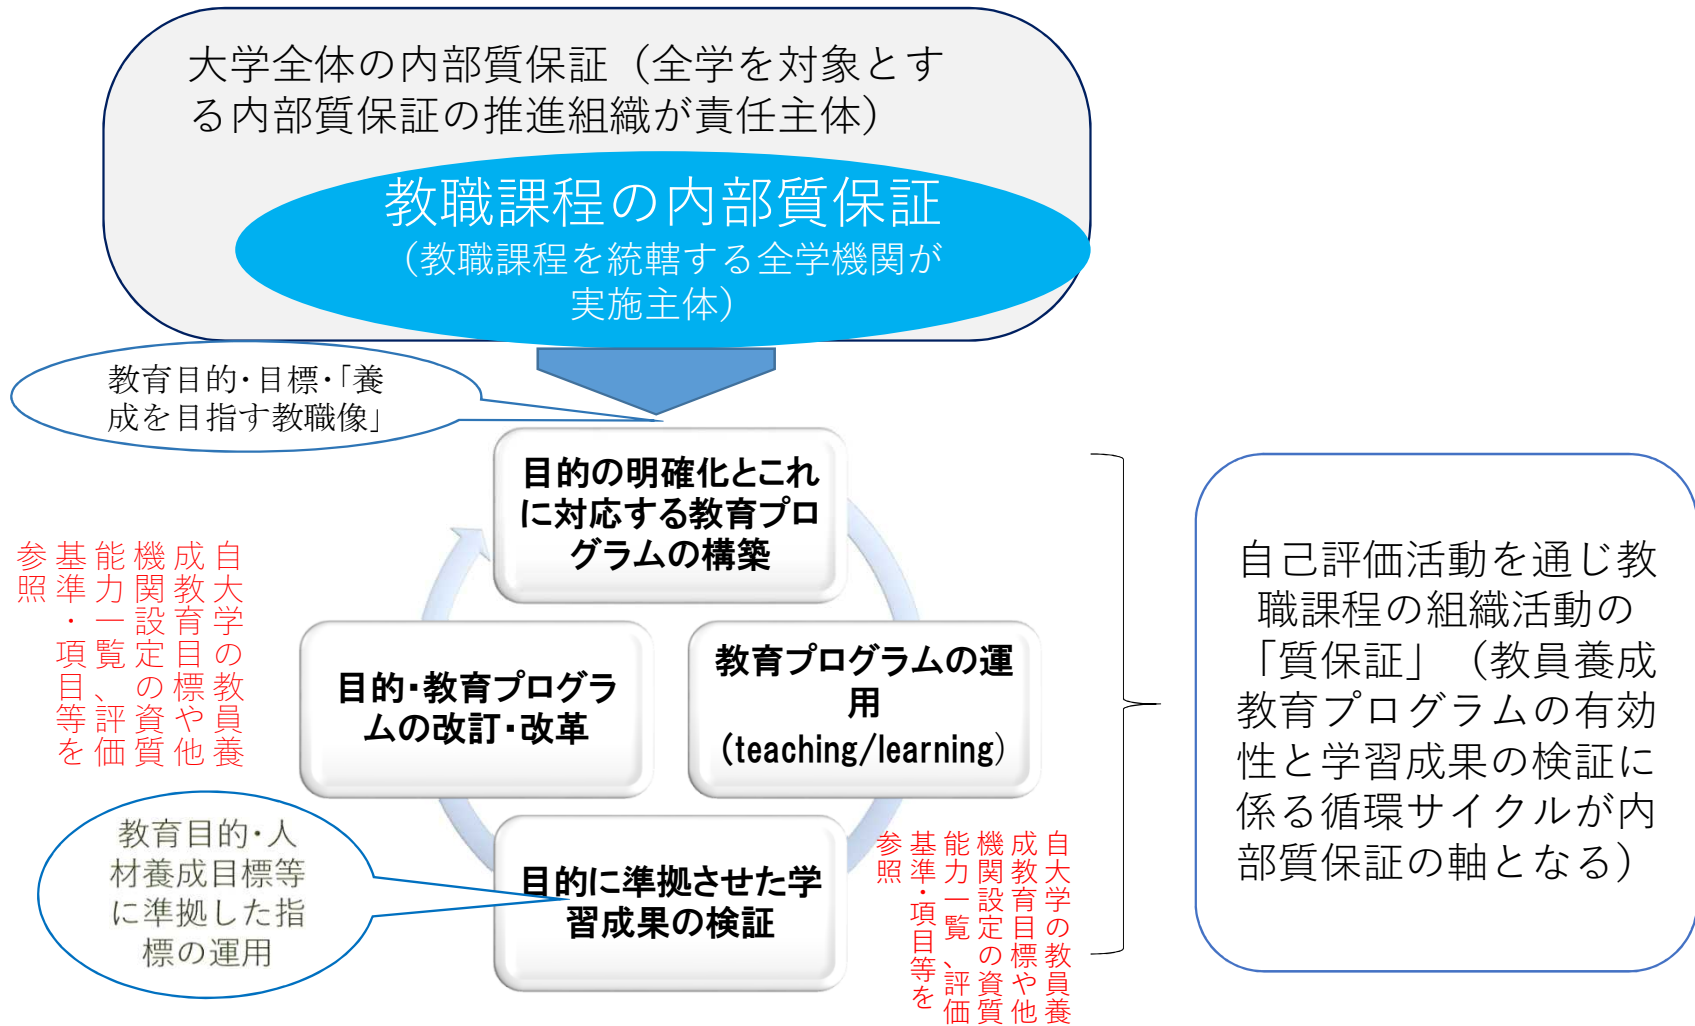 大学全体の内部質保証（全学を対象とす
る内部質保証の推進組織が責任主体）
教職課程の内部質保証
（教職課程を統轄する全学機関が
実施主体）
教育目的・目標・「養
成を目指す教職像」
目的の明確化とこれ
に対応する教育プロ
グラムの構築
自大学の教員養
成教育目標や他
機関設定の資質
能力一覧、評価
基準・項目等を
参照
目的・教育プログラ
ムの改訂・改革
教育プログラムの運
用
(teaching/learning)
教育目的・人
材養成目標等
に準拠した指
標の運用
目的に準拠させた学
習成果の検証
自大学の教員養
成教育目標や他
機関設定の資質
能力一覧、評価
基準・項目等を
参照
自己評価活動を通じ教
職課程の組織活動の
「質保証」（教員養成
教育プログラムの有効
性と学習成果の検証に
係る循環サイクルが内
部質保証の軸となる）